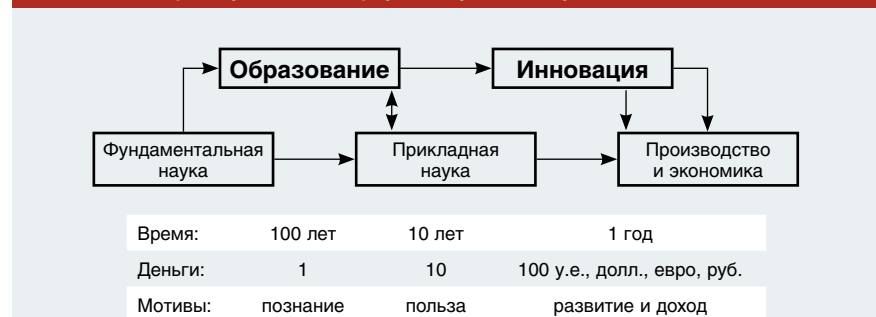 Образование
Инновация
Фундаментальная
наука
Прикладная
наука
Производство
и экономика
Время: 100 лет 10 лет 1 год
Деньги: 1 10 100 у.е., долл., евро, руб.
Мотивы: познание польза развитие и доход